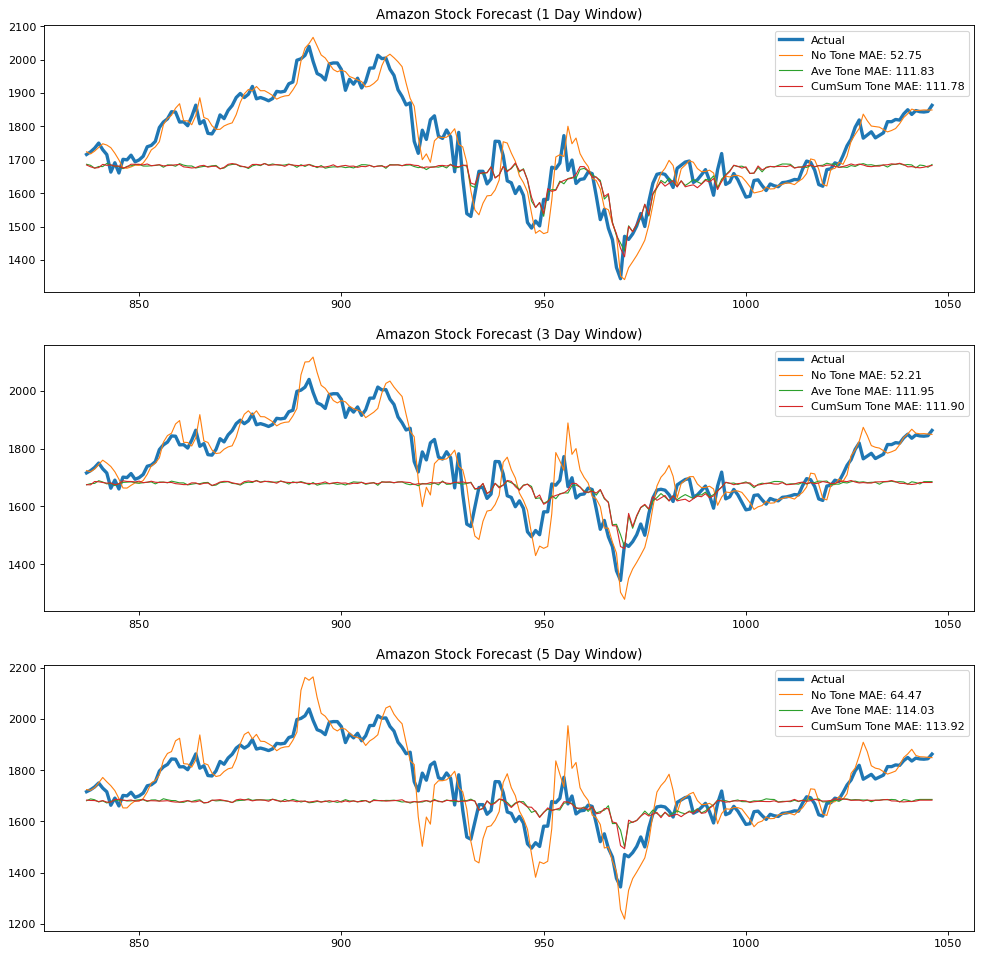 Amazon Stock Forecast (1 Day Window)
2100
2000
1900
1800
1700
1600
1500
1400
Actual
No Tone MAE: 52.75
Ave Tone MAE: 111.83
CumSum Tone MAE: 111.78
850 900 950 1000 1050
Amazon Stock Forecast (3 Day Window)
2000
1800
1600
1400
Actual
No Tone MAE: 52.21
Ave Tone MAE: 111.95
CumSum Tone MAE: 111.90
850 900 950 1000 1050
Amazon Stock Forecast (5 Day Window)
2200
2000
1800
1600
1400
1200
Actual
No Tone MAE: 64.47
Ave Tone MAE: 114.03
CumSum Tone MAE: 113.92
850 900 950 1000 1050